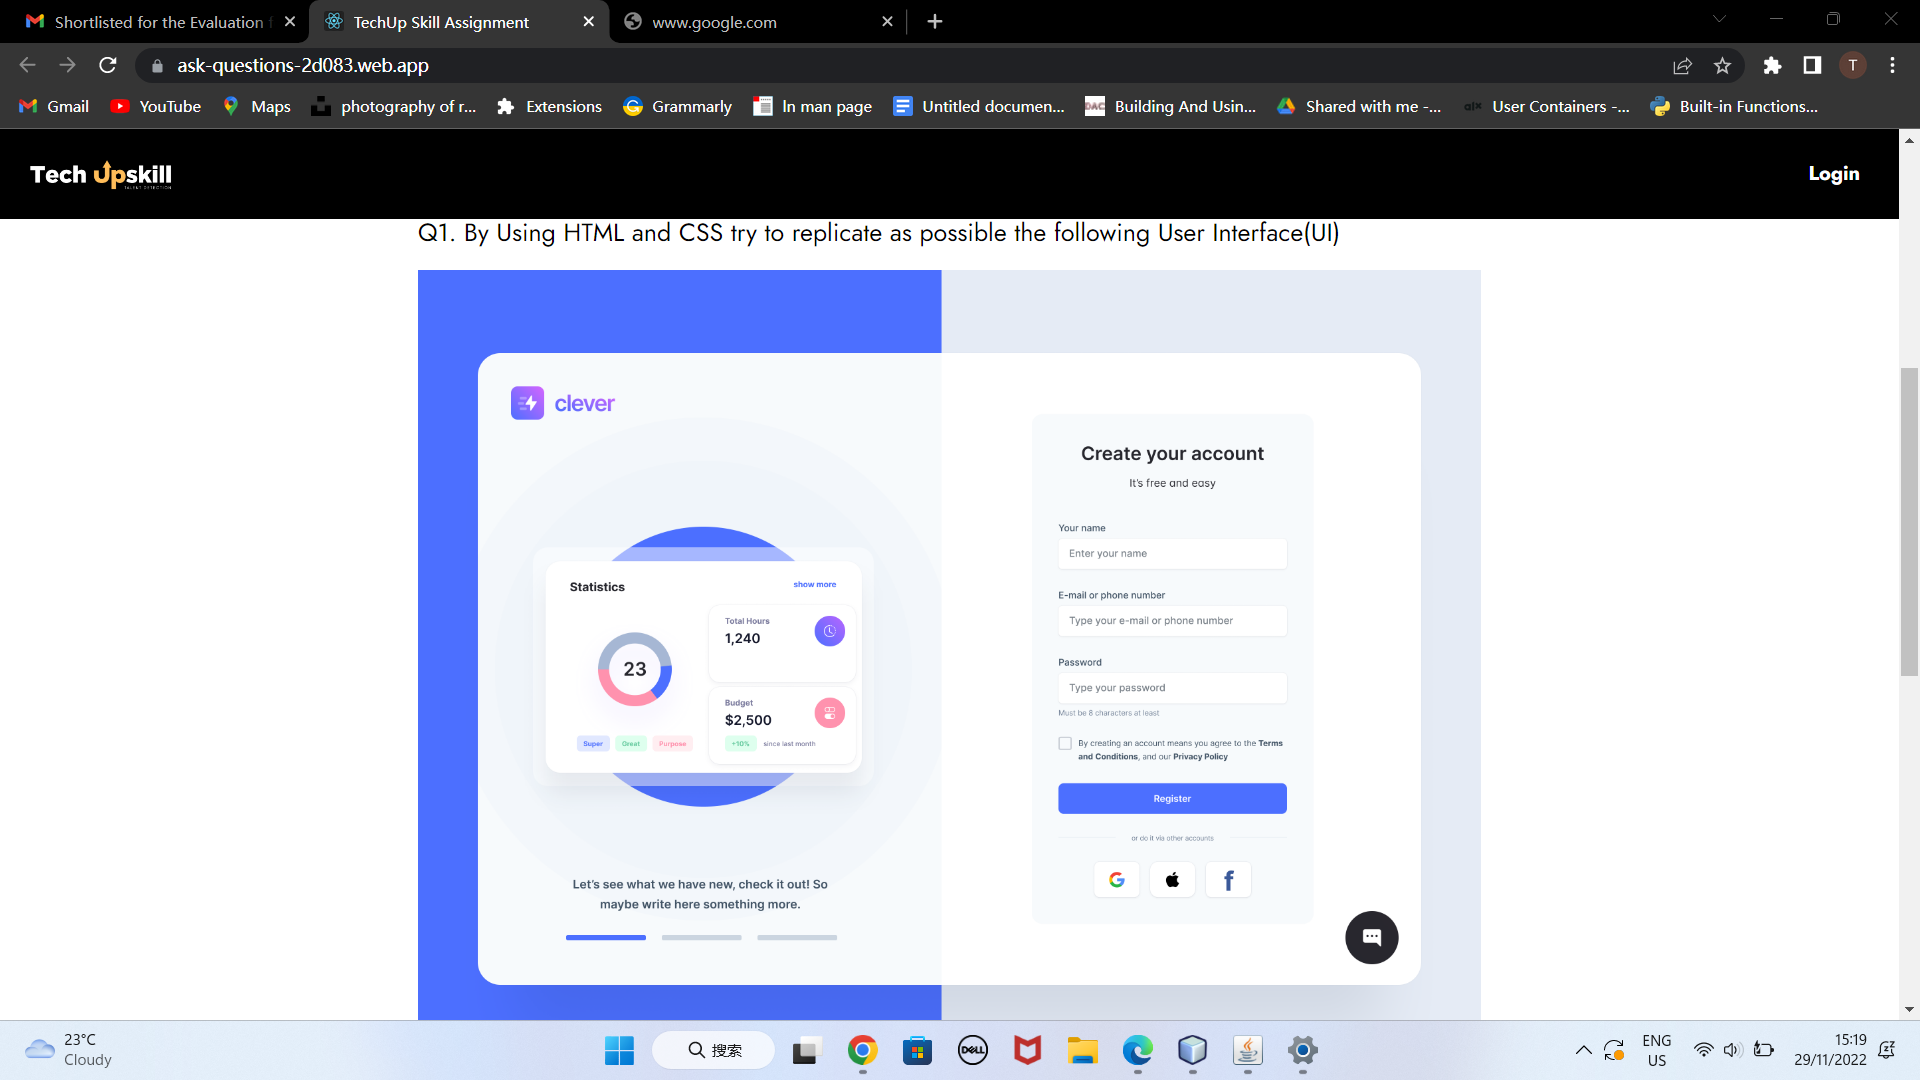 Shortlisted for the Evaluation f
TechUp Skill Assignment
www.google.com
ask-questions-2d083.web.app
T
Gmail
YouTube
Maps
photography of r...
Extensions
Grammarly
In man page
Untitled documen...
Building And Usin...
Shared with me -...
User Containers -...
Built-in Functions...
Tech Upskill
TALENT DETECTION
Login
Q1. By Using HTML and CSS try to replicate as possible the following User Interface(UI)
clever
Statistics
show more
23
Super
Great
Purpose
Total Hours
1,240
Budget
$2,500
+10%
since last month
Let's see what we have new, check it out! So
maybe write here something more.
Create your account
It's free and easy
Your name
Enter your name
E-mail or phone number
Type your e-mail or phone number
Password
Type your password
Must be 8 characters at least
By creating an account means you agree to the Terms
and Conditions, and our Privacy Policy
Register
or do it via other accounts
23°C
Cloudy
搜索
DELL
ENG
US
15:19
29/11/2022